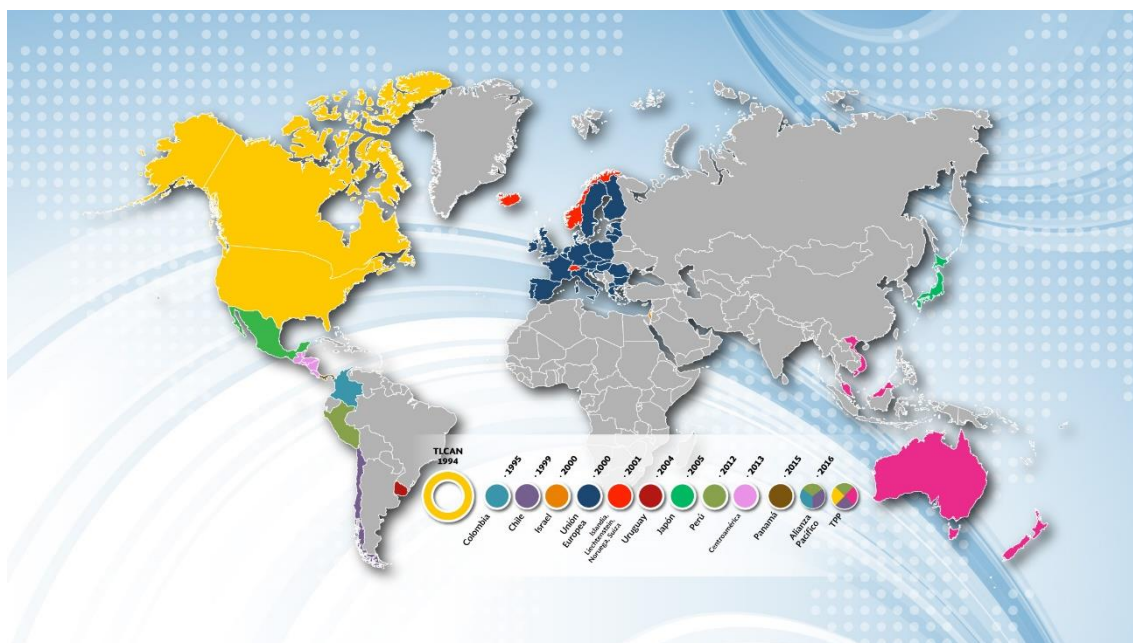 TLCAN
1994
· 1995
Colombia
· 1999
Chile
· 2000
Israel
· 2000
Unión
Europea
· 2001
Islandia,
Liechtenstein,
Noruega, Suiza
· 2004
Uruguay
· 2005
Japón
· 2012
Perú
· 2013
Centroamérica
· 2015
Panamá
· 2016
Alianza
Pacífico
TPP